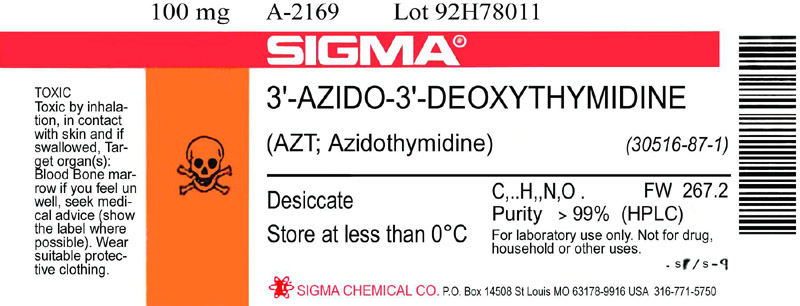 100 mg A-2169 Lot 92H78011
SIGMA®
TOXIC
Toxic by inhala-
tion, in contact
with skin and if
swallowed, Tar-
get organ(s):
Blood Bone mar-
row if you feel un
well, seek medi-
cal advice (show
the label where
possible). Wear
suitable protec-
tive clothing.
3'-AZIDO-3'-DEOXYTHYMIDINE
(AZT; Azidothymidine) (30516-87-1)
Desiccate
Store at less than 0°C
C,..H,,N,O . FW 267.2
Purity > 99% (HPLC)
For laboratory use only. Not for drug,
household or other uses.
SIGMA CHEMICAL CO. P.O. Box 14508 St Louis MO 63178-9916 USA 316-771-5750